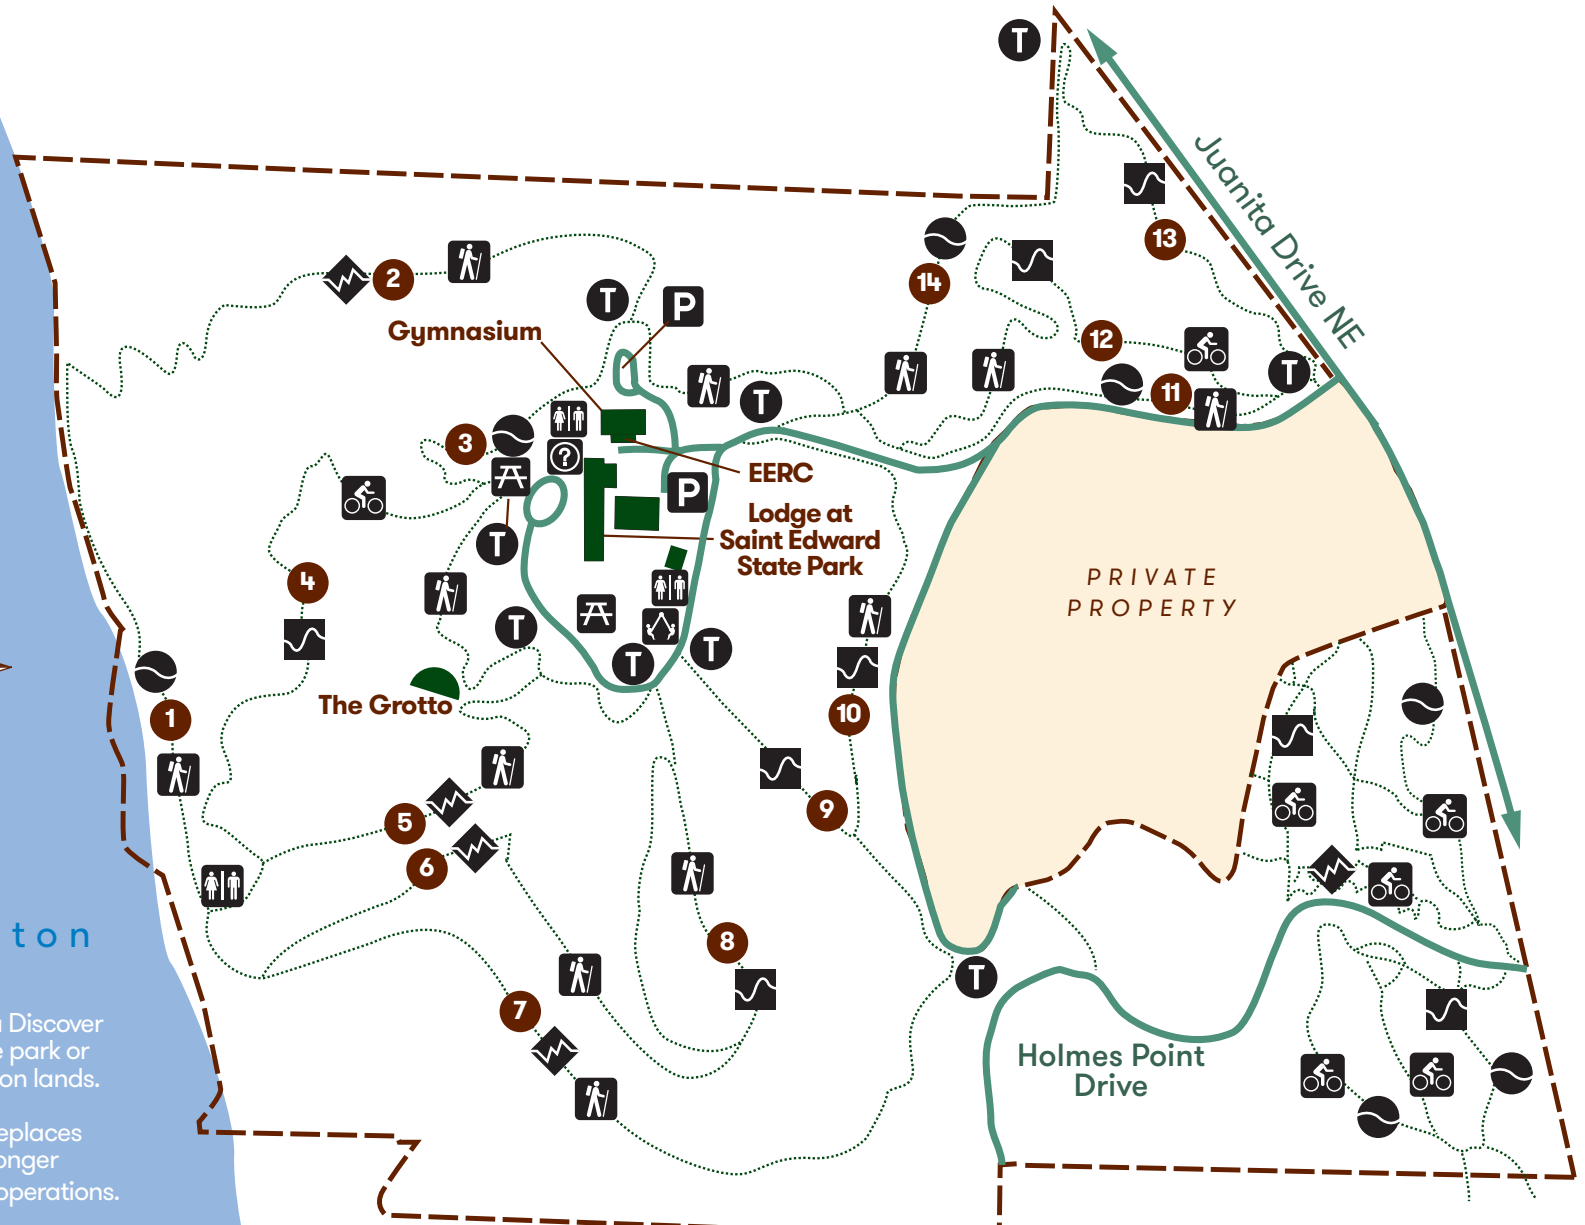 T
Juanita Drive NE
13
2
14
T
P
Gymnasium
12
T
11
T
3
?
EERC
P
Lodge at
Saint Edward
State Park
T
4
PRIVATE
PROPERTY
T
T
T
The Grotto
1
10
9
5
6
8
ton
T
7
Discover
e park or
on lands.
Holmes Point
Drive
eplaces
onger
operations.